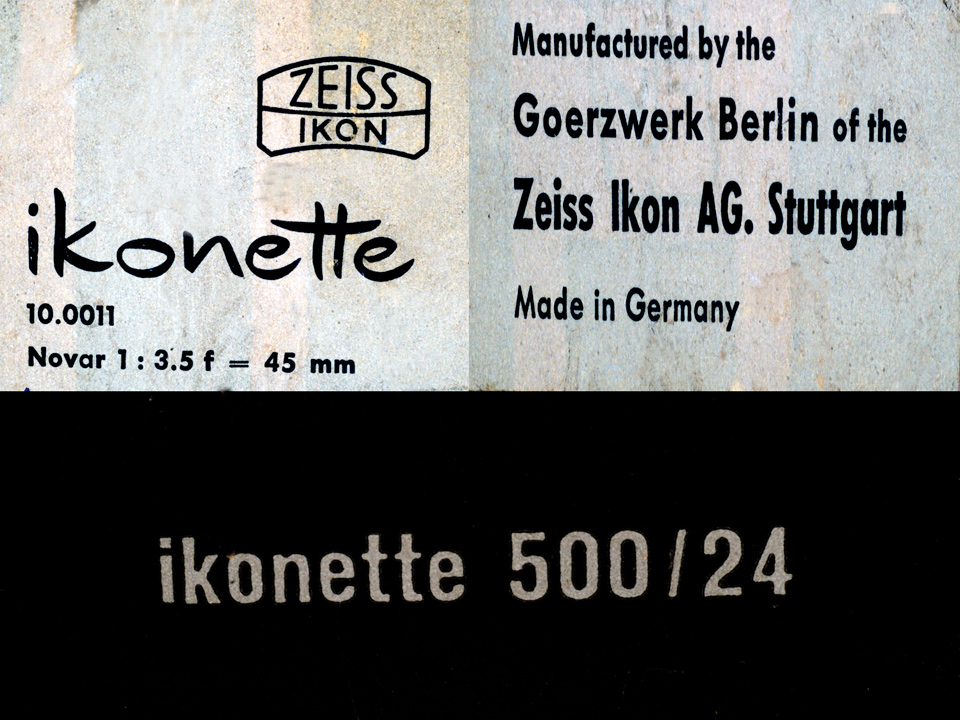 ZEISS
IKON
ikonette
10.0011
Novar 1 : 3.5 f = 45 mm
Manufactured by the
Goerzwerk Berlin of the
Zeiss Ikon AG. Stuttgart
Made in Germany
ikonette 500/24